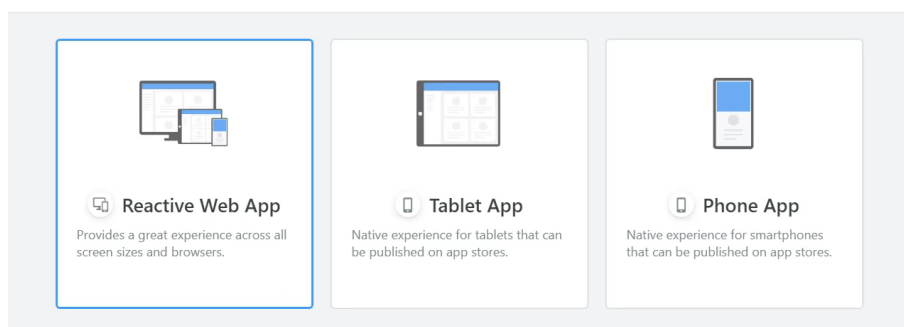 Reactive Web App
Provides a great experience across all
screen sizes and browsers.
Tablet App
Native experience for tablets that can
be published on app stores.
Phone App
Native experience for smartphones
that can be published on app stores.